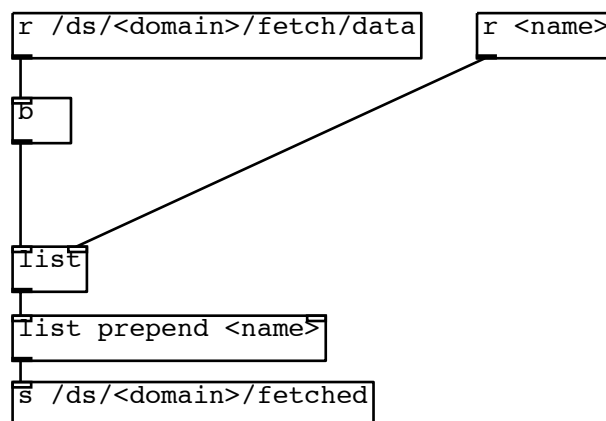 r /ds/<domain>/fetch/data
r <name>
b
list
list prepend <name>
s /ds/<domain>/fetched